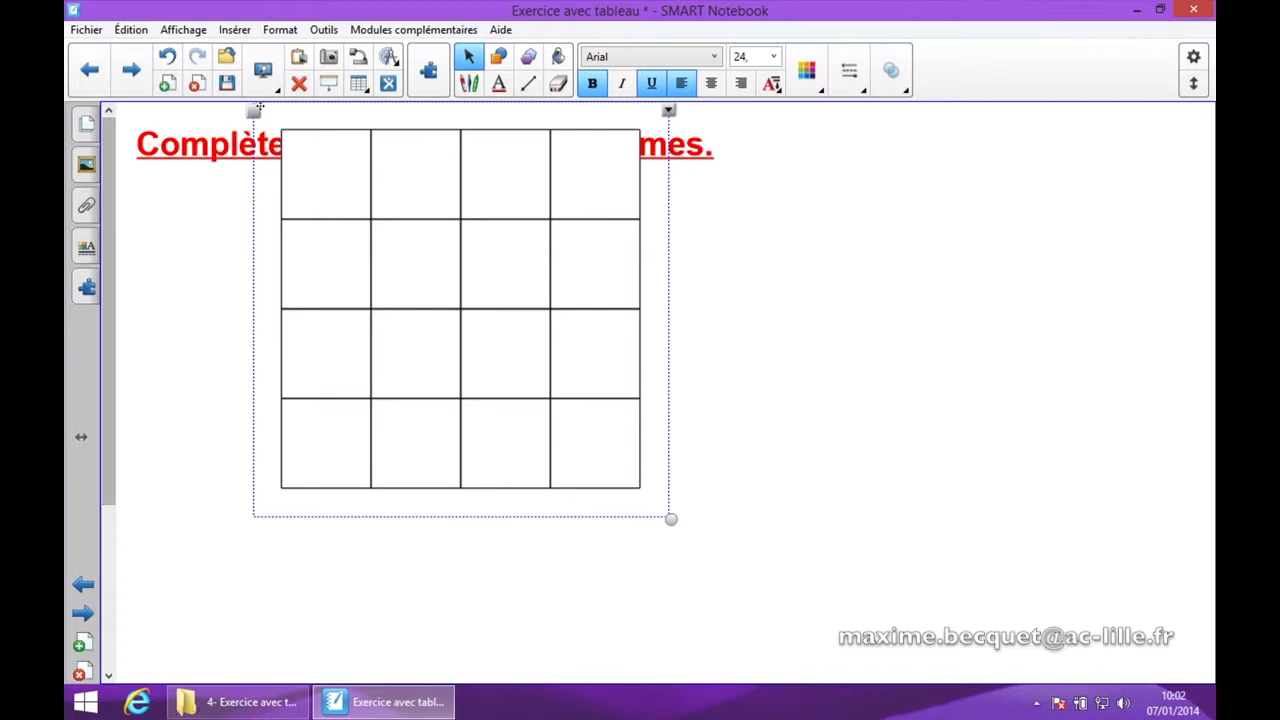 Exercice avec tableau * - SMART Notebook
Fichier Édition Affichage Insérer Format Outils Modules complémentaires Aide
Arial 24,
B I U A
Complète mes.
maxime.becquet@ac-lille.fr
4- Exercice avec t... Exercice avec tabl... 10:02
07/01/2014